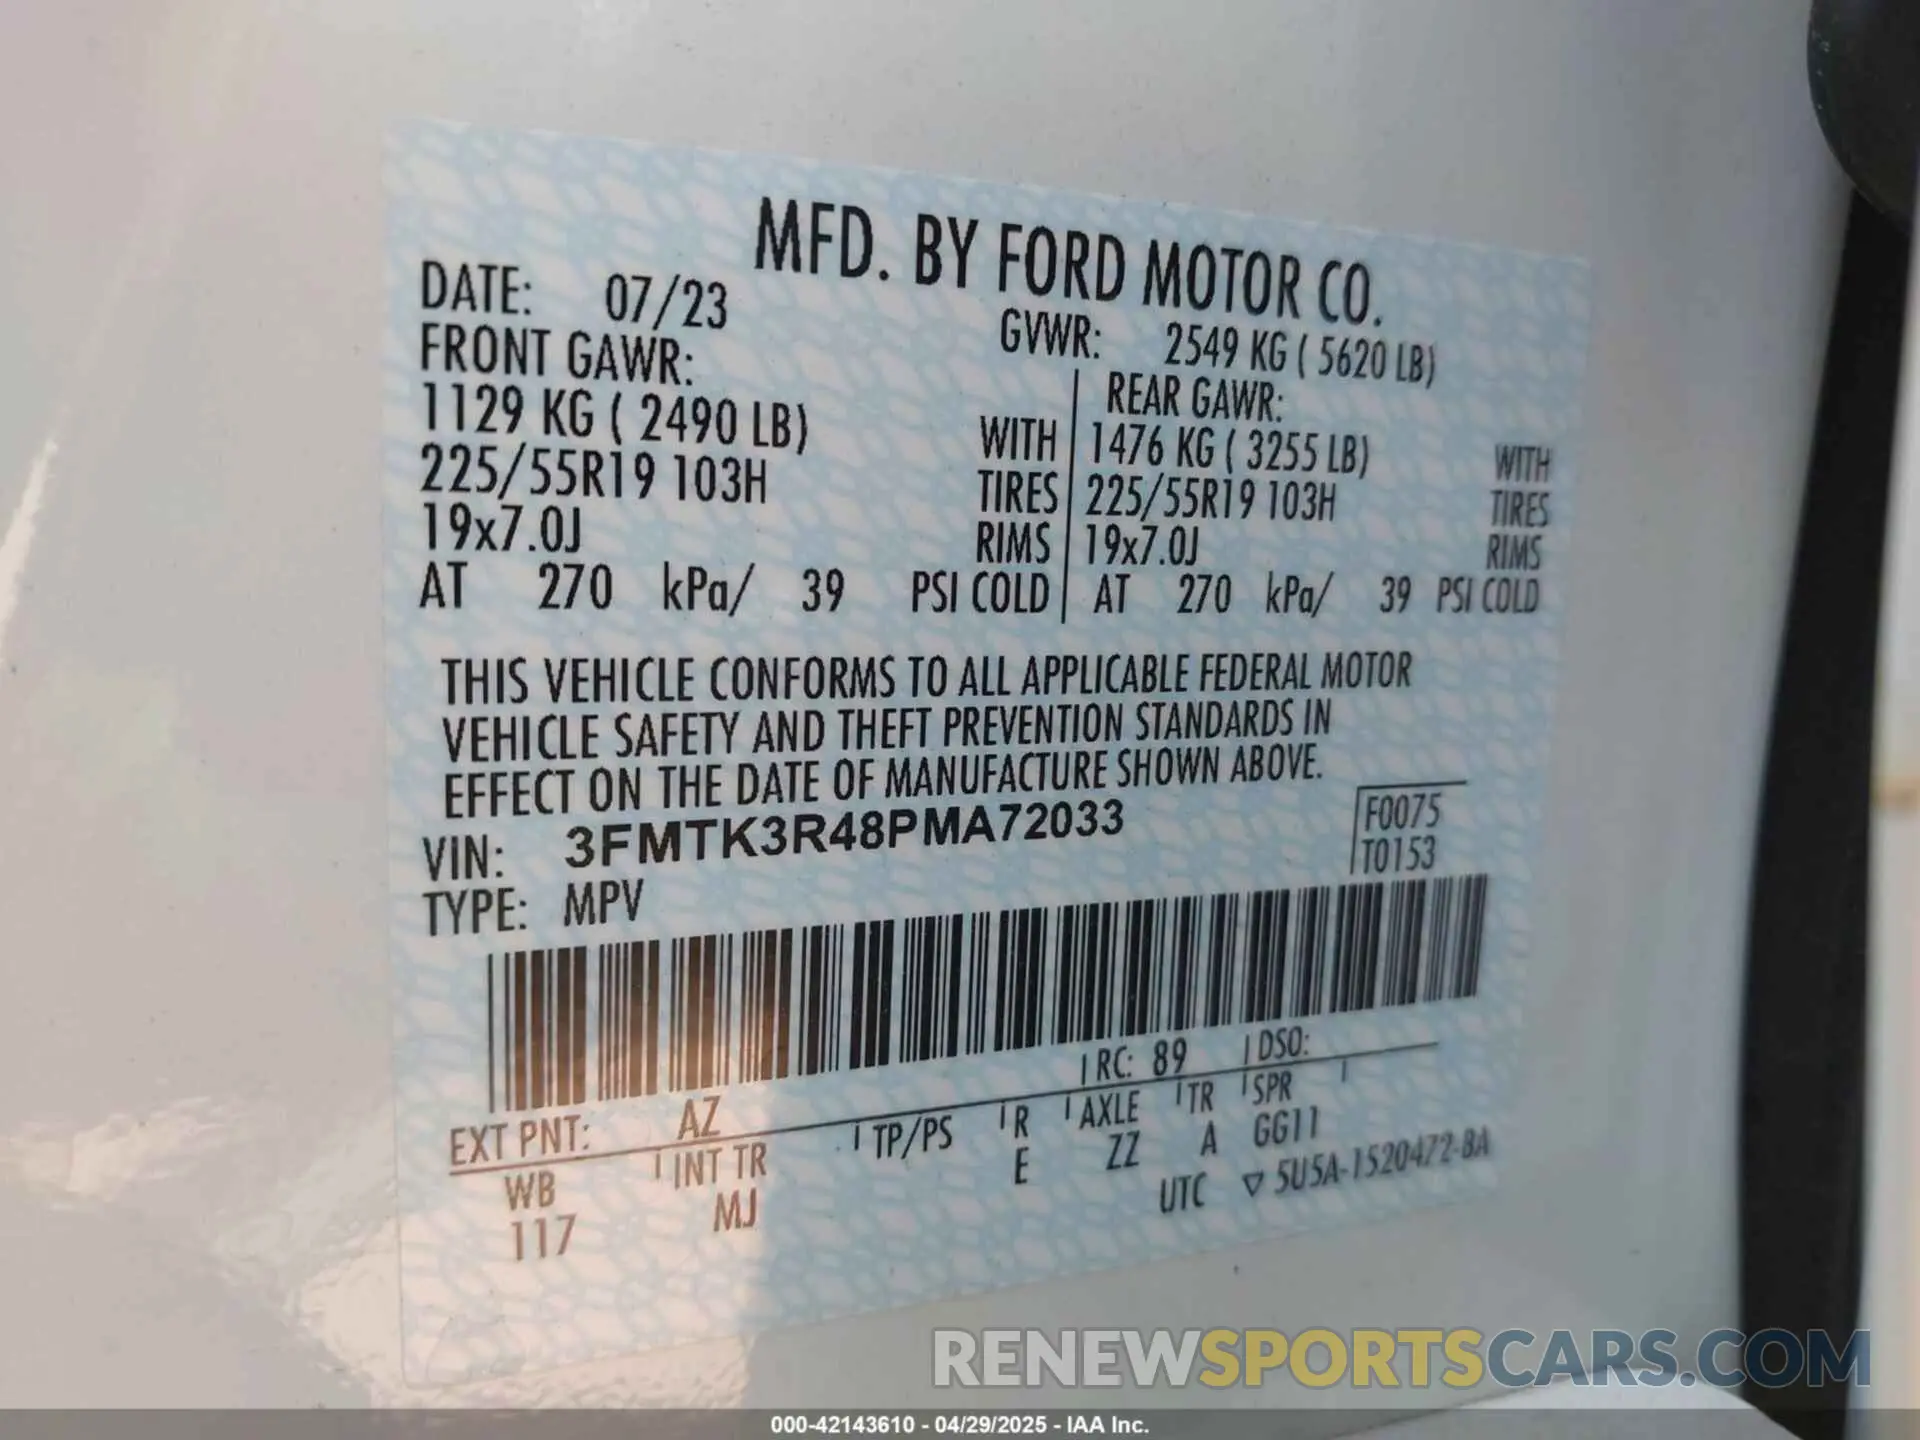 MFD. BY FORD MOTOR CO.
DATE: 07/23 GVWR: 2549 KG ( 5620 LB)
FRONT GAWR: REAR GAWR:
1129 KG ( 2490 LB) WITH 1476 KG ( 3255 LB) WITH
225/55R19 103H TIRES 225/55R19 103H TIRES
19x7.0J RIMS 19x7.0J RIMS
AT 270 kPa/ 39 PSI COLD AT 270 kPa/ 39 PSI COLD
THIS VEHICLE CONFORMS TO ALL APPLICABLE FEDERAL MOTOR
VEHICLE SAFETY AND THEFT PREVENTION STANDARDS IN
EFFECT ON THE DATE OF MANUFACTURE SHOWN ABOVE.
VIN: 3FMTK3R48PMA72033 F0075
TYPE: MPV T0153
EXT PNT: AZ RC: 89 DSO:
WB INT TR TP/PS R AXLE TR SPR
117 MJ E ZZ A GG11
UTC ▽ 5U5A-1520472-BA
RENEWSPORTSCARS.COM
000-42143610 - 04/29/2025 - IAA Inc.